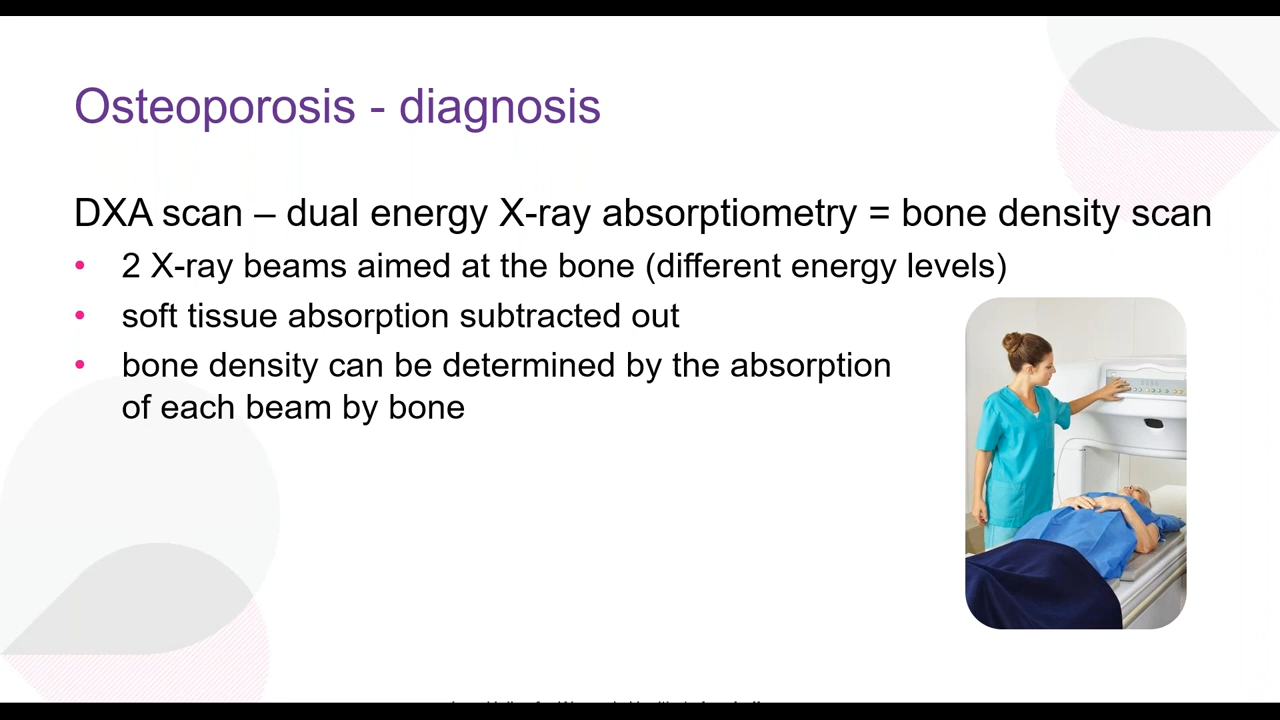 Osteoporosis - diagnosis
DXA scan – dual energy X-ray absorptiometry = bone density scan
• 2 X-ray beams aimed at the bone (different energy levels)
• soft tissue absorption subtracted out
• bone density can be determined by the absorption
of each beam by bone